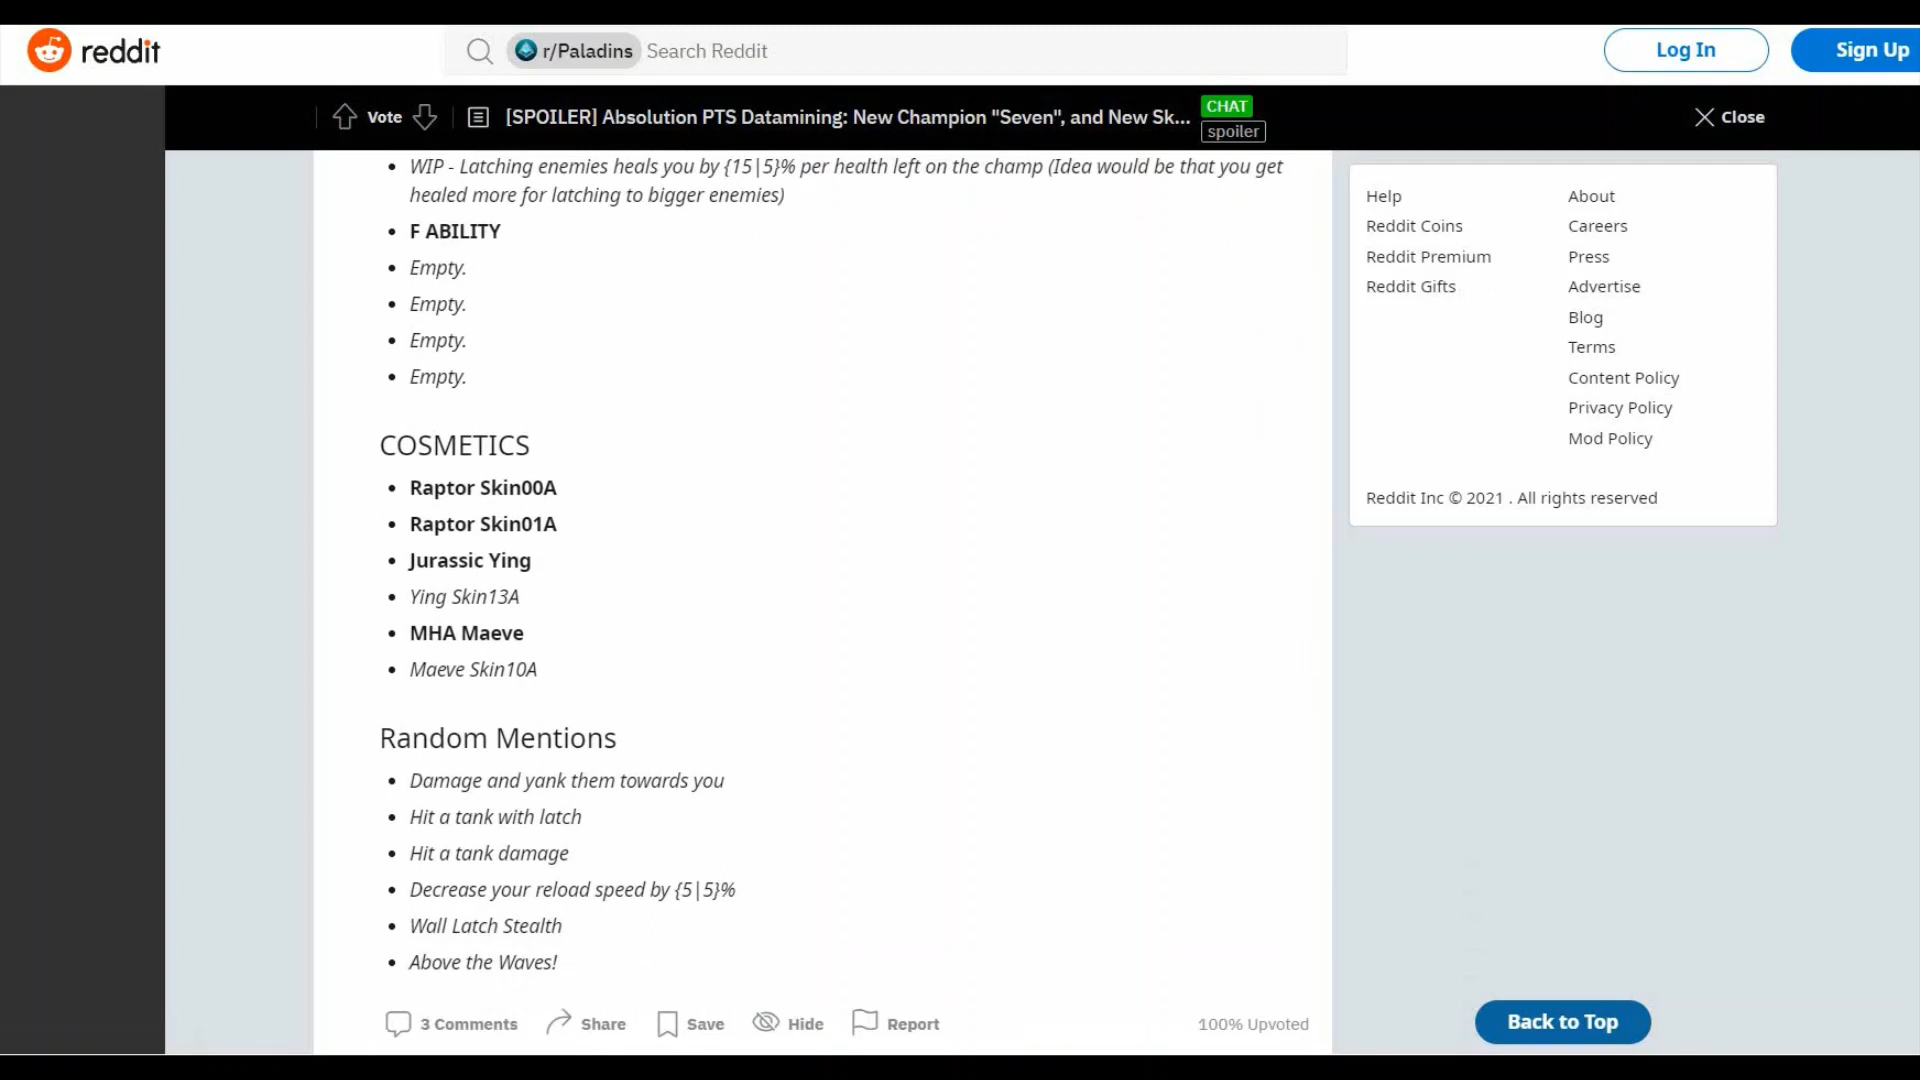 reddit
r/Paladins Search Reddit
Log In
Sign Up
Vote
[SPOILER] Absolution PTS Datamining: New Champion "Seven", and New Sk...
CHAT
spoiler
Close
WIP - Latching enemies heals you by {15|5}% per health left on the champ (Idea would be that you get
healed more for latching to bigger enemies)
F ABILITY
Empty.
Empty.
Empty.
Empty.
COSMETICS
Raptor Skin00A
Raptor Skin01A
Jurassic Ying
Ying Skin13A
MHA Maeve
Maeve Skin10A
Random Mentions
Damage and yank them towards you
Hit a tank with latch
Hit a tank damage
Decrease your reload speed by {5|5}%
Wall Latch Stealth
Above the Waves!
3 Comments
Share
Save
Hide
Report
100% Upvoted
Help
Reddit Coins
Reddit Premium
Reddit Gifts
About
Careers
Press
Advertise
Blog
Terms
Content Policy
Privacy Policy
Mod Policy
Reddit Inc © 2021 . All rights reserved
Back to Top